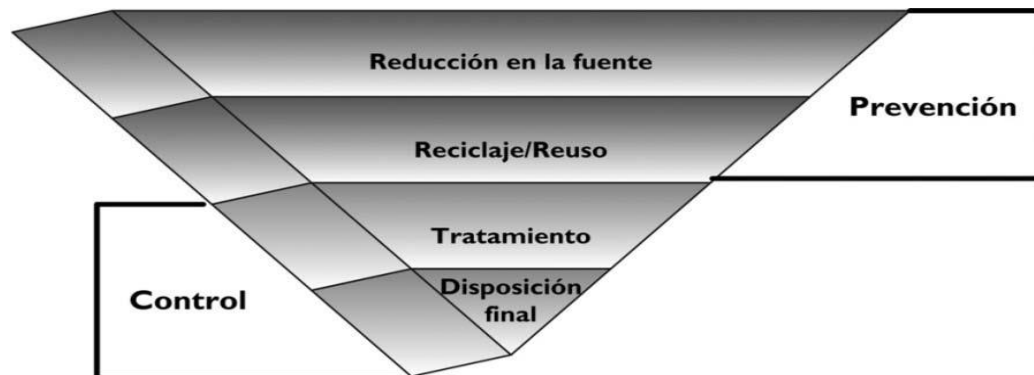 Reducción en la fuente
Prevención
Reciclaje/Reuso
Tratamiento
Control
Disposición
final